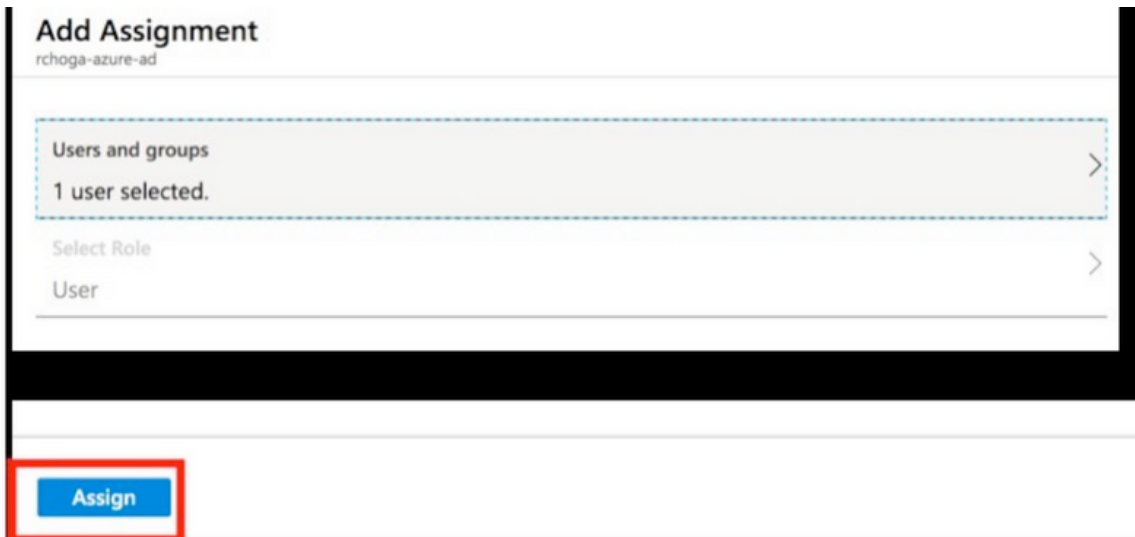 Add Assignment
rchoga-azure-ad
Users and groups
1 user selected.
Select Role
User
Assign